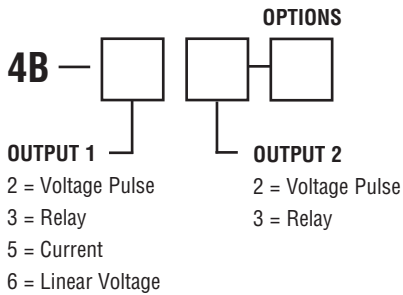 OPTIONS
4B —
OUTPUT 1
2 = Voltage Pulse
3 = Relay
5 = Current
6 = Linear Voltage
OUTPUT 2
2 = Voltage Pulse
3 = Relay